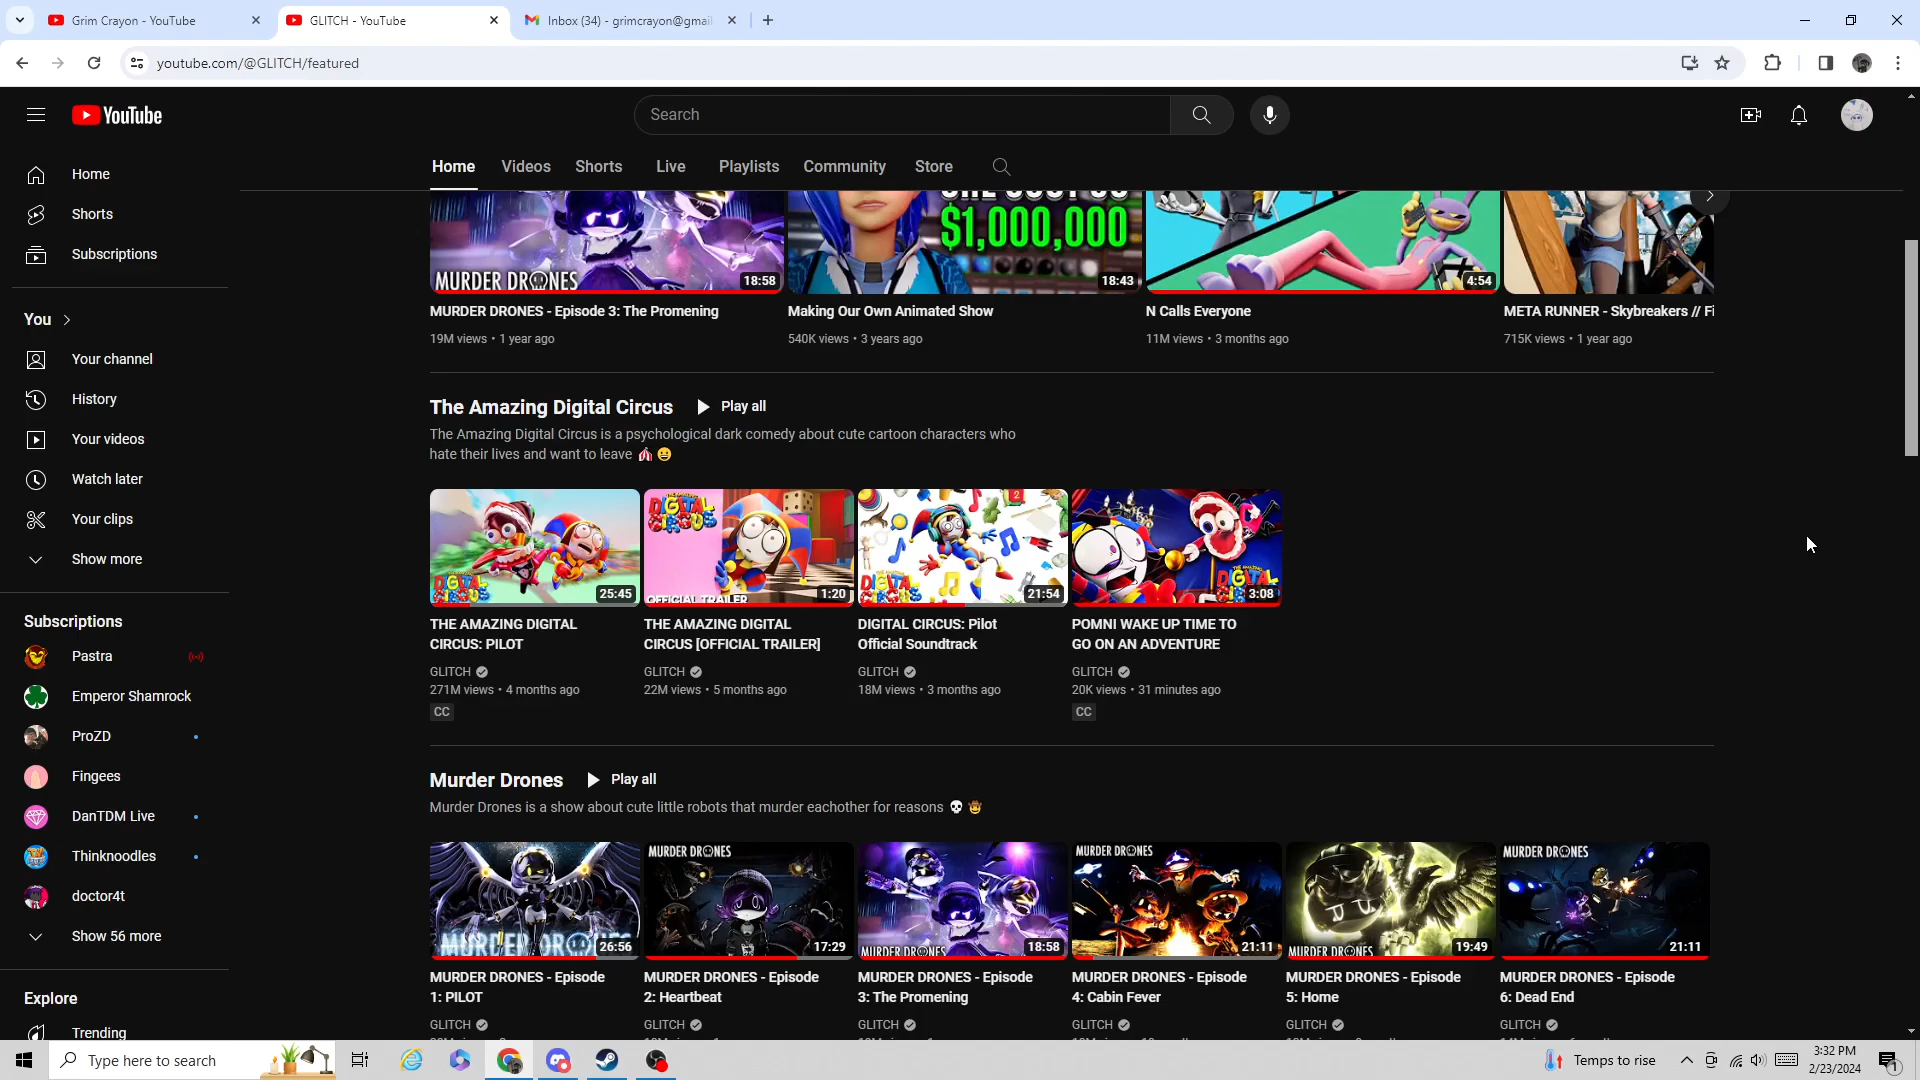 Grim Crayon - YouTube
GLITCH - YouTube
Inbox (34) - grimcrayon@gmai
youtube.com/@GLITCH/featured
YouTube
Search
Home
Videos
Shorts
Live
Playlists
Community
Store
Home
Shorts
Subscriptions
You
Your channel
History
Your videos
Watch later
Your clips
Show more
Subscriptions
Pastra
Emperor Shamrock
ProZD
Fingees
DanTDM Live
Thinknoodles
doctor4t
Show 56 more
Explore
Trending
MURDER DRONES
18:58
$1,000,000
18:43
4:54
MURDER DRONES - Episode 3: The Promening
19M views • 1 year ago
Making Our Own Animated Show
540K views • 3 years ago
N Calls Everyone
11M views • 3 months ago
META RUNNER - Skybreakers // Fi
715K views • 1 year ago
The Amazing Digital Circus
Play all
The Amazing Digital Circus is a psychological dark comedy about cute cartoon characters who
hate their lives and want to leave 🎪 😀
DIGITAL
CIRCUS
25:45
THE AMAZING
DIGITAL
CIRCUS
OFFICIAL TRAILER
1:20
2
DIGITAL
21:54
DIGITAL
3:08
THE AMAZING DIGITAL
CIRCUS: PILOT
GLITCH
271M views • 4 months ago
CC
THE AMAZING DIGITAL
CIRCUS [OFFICIAL TRAILER]
GLITCH
22M views • 5 months ago
DIGITAL CIRCUS: Pilot
Official Soundtrack
GLITCH
18M views • 3 months ago
POMNI WAKE UP TIME TO
GO ON AN ADVENTURE
GLITCH
20K views • 31 minutes ago
CC
Murder Drones
Play all
Murder Drones is a show about cute little robots that murder eachother for reasons 💀 🤠
MURDER DRONES
26:56
MURDER DRONES
17:29
MURDER DRONES
18:58
MURDER DRONES
21:11
MURDER DRONES
19:49
MURDER DRONES
21:11
MURDER DRONES - Episode
1: PILOT
GLITCH
MURDER DRONES - Episode
2: Heartbeat
GLITCH
MURDER DRONES - Episode
3: The Promening
GLITCH
MURDER DRONES - Episode
4: Cabin Fever
GLITCH
MURDER DRONES - Episode
5: Home
GLITCH
MURDER DRONES - Episode
6: Dead End
GLITCH
Type here to search
Temps to rise
3:32 PM
2/23/2024
1